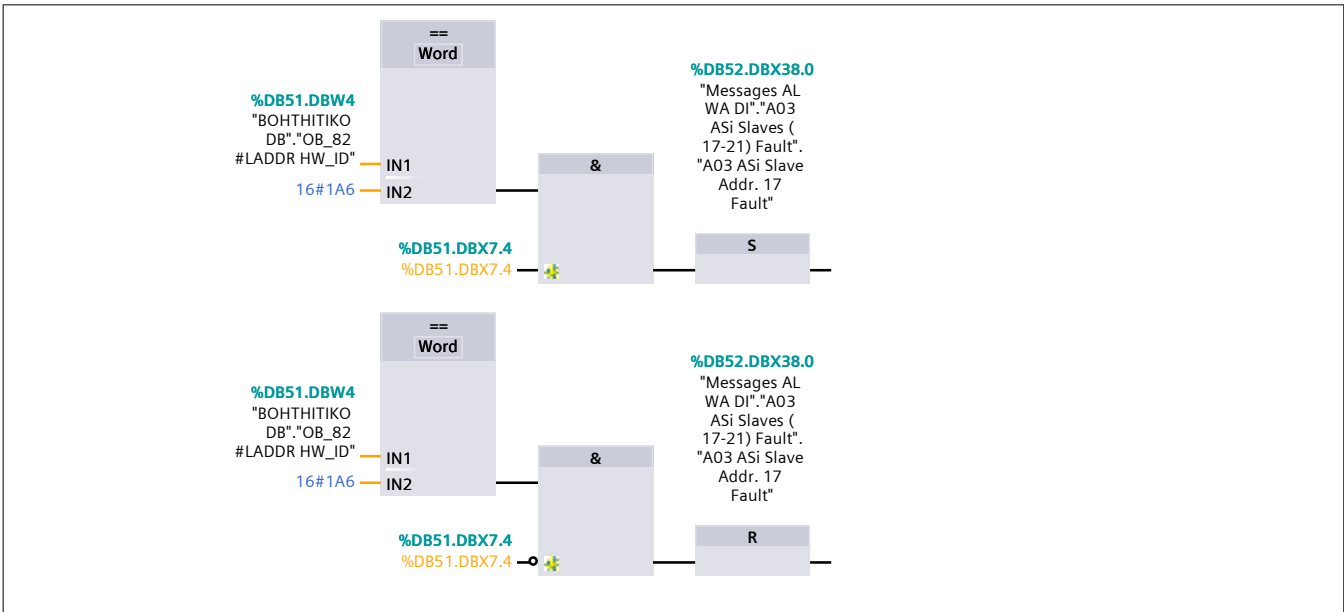 ==
Word
%DB51.DBW4
"BOHTHITIKO
DB"."OB_82
#LADDR HW_ID"
IN1
16#1A6
IN2
&
%DB51.DBX7.4
%DB51.DBX7.4
%DB52.DBX38.0
"Messages AL
WA DI"."A03
ASi Slaves (
17-21) Fault".
"A03 ASi Slave
Addr. 17
Fault"
S
==
Word
%DB51.DBW4
"BOHTHITIKO
DB"."OB_82
#LADDR HW_ID"
IN1
16#1A6
IN2
&
%DB51.DBX7.4
%DB51.DBX7.4
%DB52.DBX38.0
"Messages AL
WA DI"."A03
ASi Slaves (
17-21) Fault".
"A03 ASi Slave
Addr. 17
Fault"
R